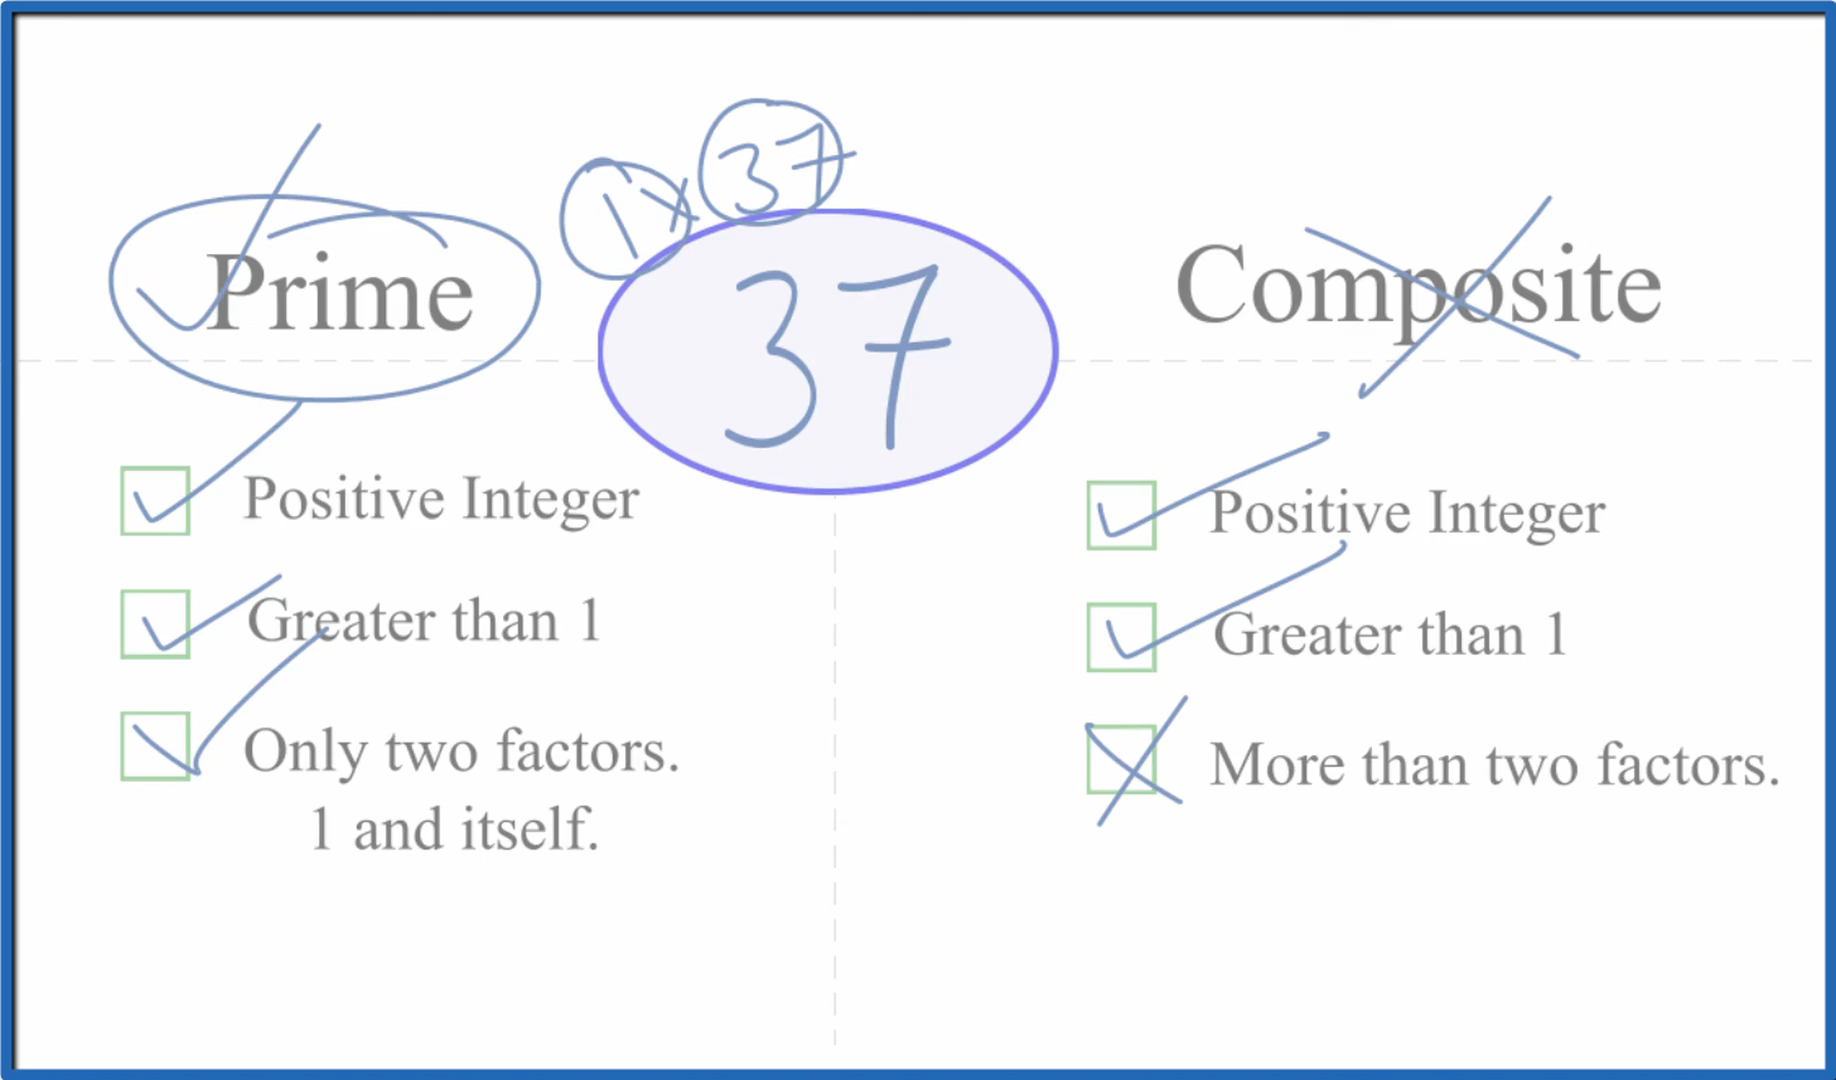 1 x 37
Prime
37
Composite
Positive Integer
Greater than 1
Only two factors.
1 and itself.
Positive Integer
Greater than 1
More than two factors.